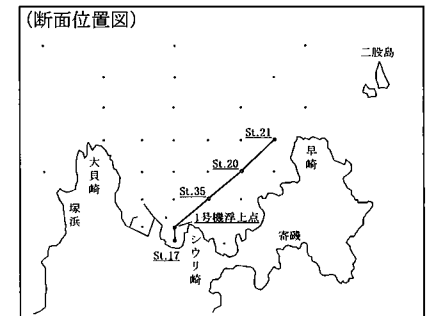 (断面位置図)
二股島
St.21
早崎
大貝崎
St.20
St.35
塚浜
1号機浮上点
シウリ崎
寄磯
St.17